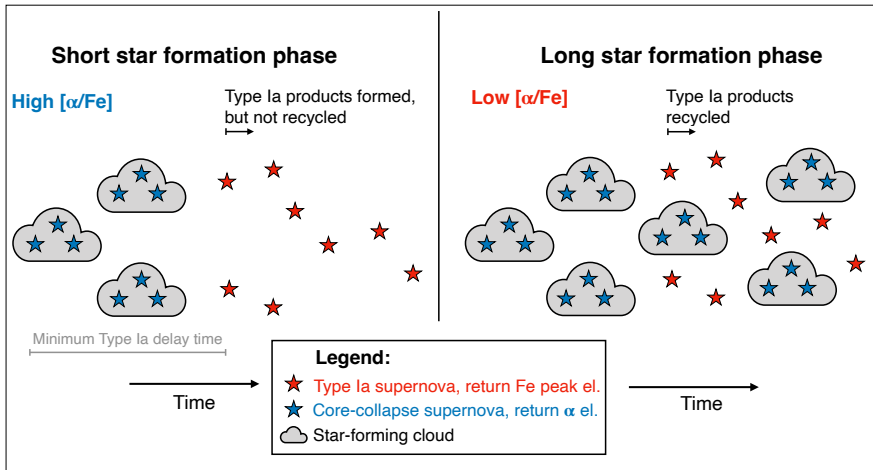 Short star formation phase
High [α/Fe]
Type Ia products formed,
but not recycled
Minimum Type Ia delay time
Time
Long star formation phase
Low [α/Fe]
Type Ia products
recycled
Time
Legend:
Type Ia supernova, return Fe peak el.
Core-collapse supernova, return α el.
Star-forming cloud